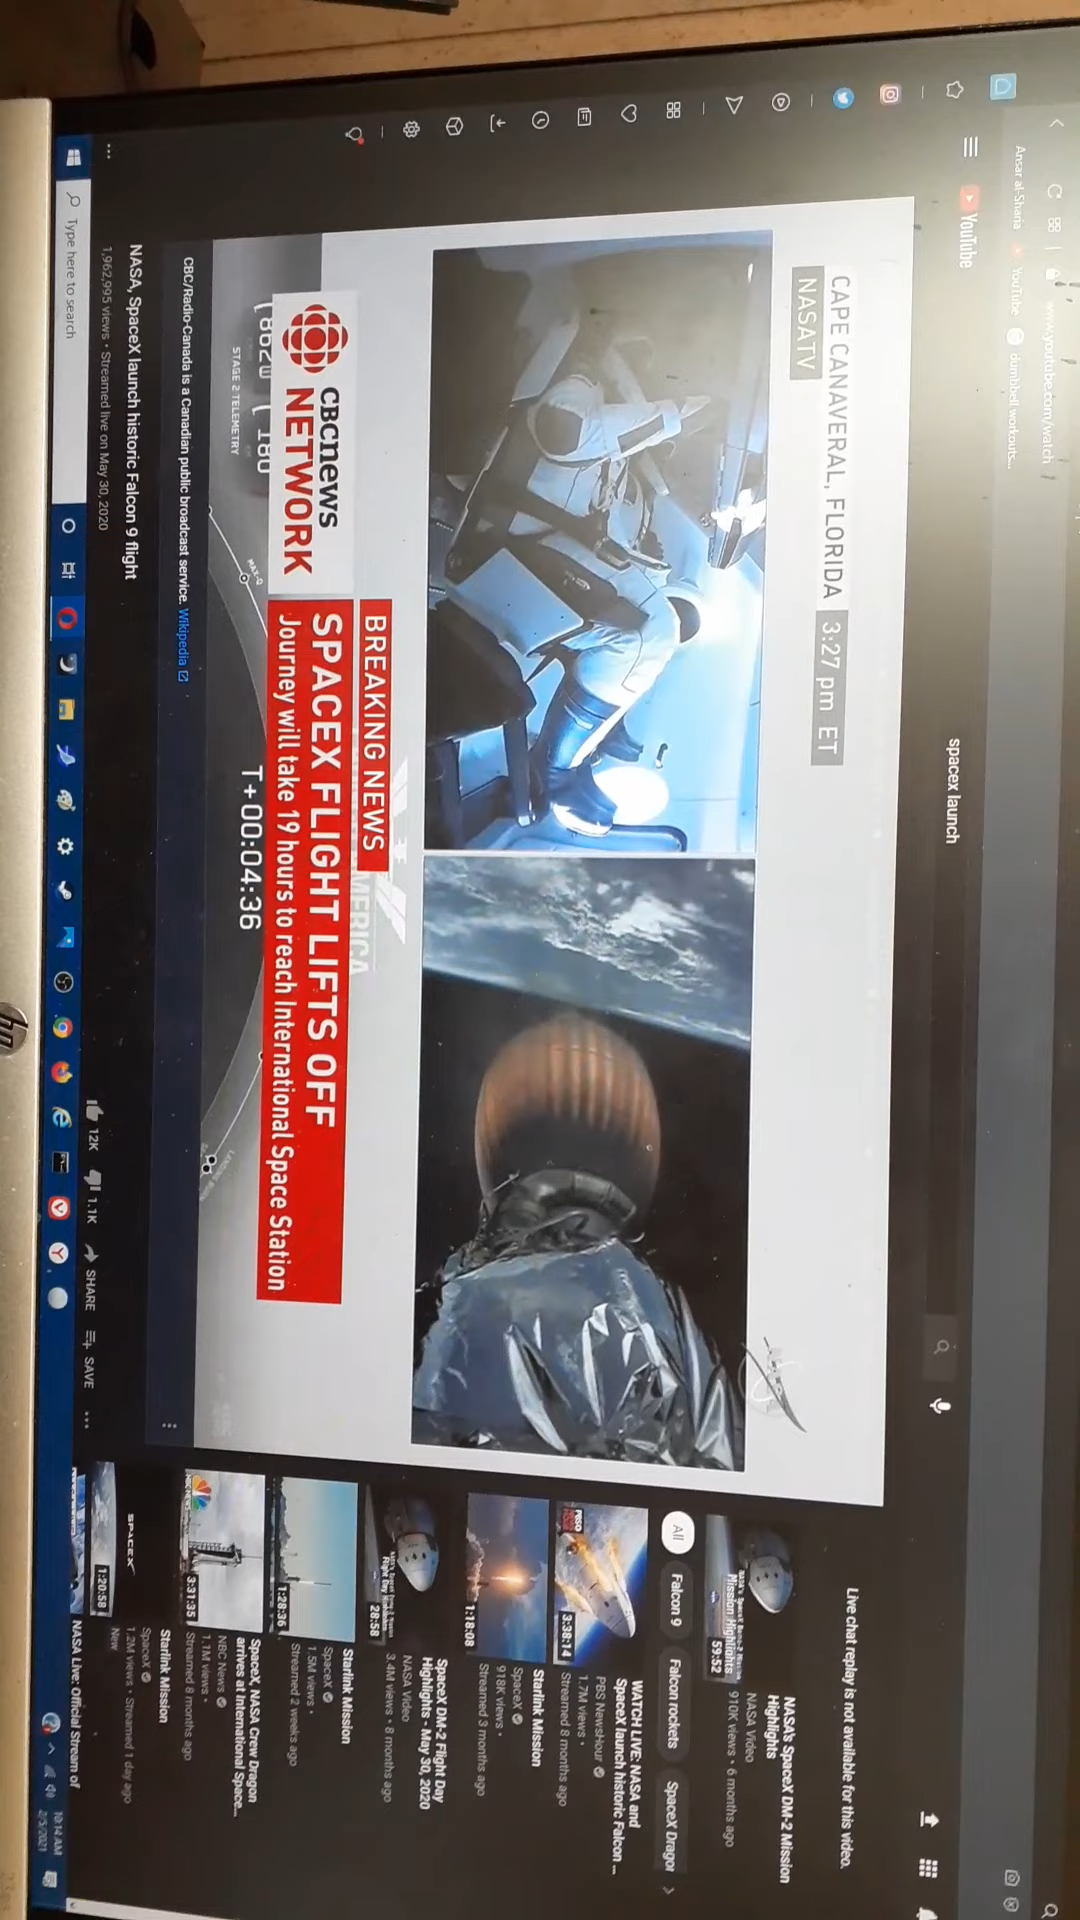 www.youtube.com/watch
Ansar al-Sharia
YouTube
dumbbell workouts...
YouTube
spacex launch
CAPE CANAVERAL, FLORIDA 3:27 pm ET
NASATV
BREAKING NEWS
CBCnews
NETWORK
SPACEX FLIGHT LIFTS OFF
Journey will take 19 hours to reach International Space Station
MAX-Q
T+00:04:36
STAGE 2 TELEMETRY
CBC/Radio-Canada is a Canadian public broadcast service. Wikipedia
NASA, SpaceX launch historic Falcon 9 flight
1,962,995 views • Streamed live on May 30, 2020
12K
1.1K
SHARE
SAVE
Live chat replay is not available for this video.
59:52
NASA's SpaceX DM-2 Mission
Highlights
NASA Video
910K views • 6 months ago
All
Falcon 9
Falcon rockets
SpaceX Dragon
3:38:14
WATCH LIVE: NASA and
SpaceX launch historic Falcon ...
PBS NewsHour
1.7M views •
Streamed 8 months ago
1:18:08
Starlink Mission
SpaceX
918K views •
Streamed 3 months ago
28:58
SpaceX DM-2 Flight Day
Highlights - May 30, 2020
NASA Video
3.4M views • 8 months ago
1:28:36
Starlink Mission
SpaceX
1.5M views •
Streamed 2 weeks ago
NBC NEWS
3:31:35
SpaceX, NASA Crew Dragon
arrives at International Space...
NBC News
1.1M views •
Streamed 8 months ago
SPACEX
1:20:58
Starlink Mission
SpaceX
1.2M views • Streamed 1 day ago
New
NASA Live: Official Stream of
Type here to search
10:14 AM
2/5/2021
hp